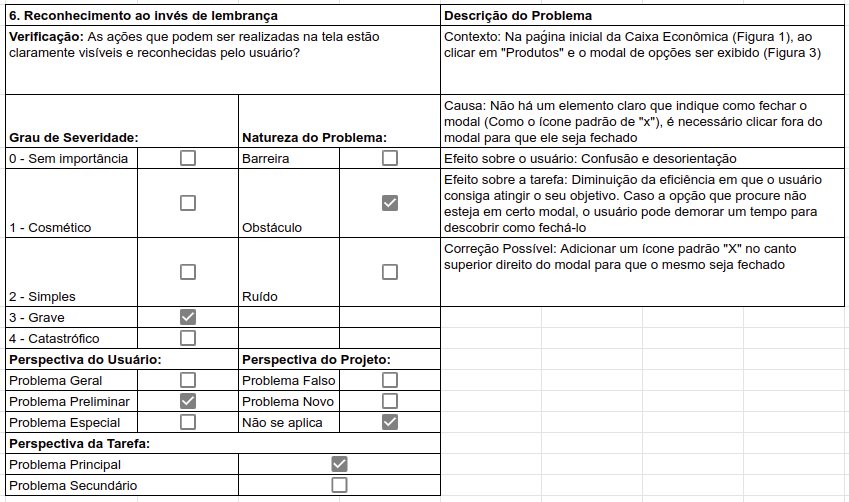 6. Reconhecimento ao invés de lembrança
Descrição do Problema
Verificação: As ações que podem ser realizadas na tela estão
claramente visíveis e reconhecidas pelo usuário?
Contexto: Na pagina inicial da Caixa Econômica (Figura 1), ao
clicar em "Produtos" e o modal de opções ser exibido (Figura 3)
Grau de Severidade:
Natureza do Problema:
Causa: Não há um elemento claro que indique como fechar o
modal (Como o ícone padrão de "x"), é necessário clicar fora do
modal para que ele seja fechado
0 - Sem importância
Barreira
Efeito sobre o usuário: Confusão e desorientação
1 - Cosmético
Obstáculo
Efeito sobre a tarefa: Diminuição da eficiência em que o usuário
consiga atingir o seu objetivo. Caso a opção que procure não
esteja em certo modal, o usuário pode demorar um tempo para
descobrir como fechá-lo
2 - Simples
Ruído
Correção Possível: Adicionar um ícone padrão "X" no canto
superior direito do modal para que o mesmo seja fechado
3 - Grave
4 - Catastrófico
Perspectiva do Usuário:
Perspectiva do Projeto:
Problema Geral
Problema Falso
Problema Preliminar
Problema Novo
Problema Especial
Não se aplica
Perspectiva da Tarefa:
Problema Principal
Problema Secundário